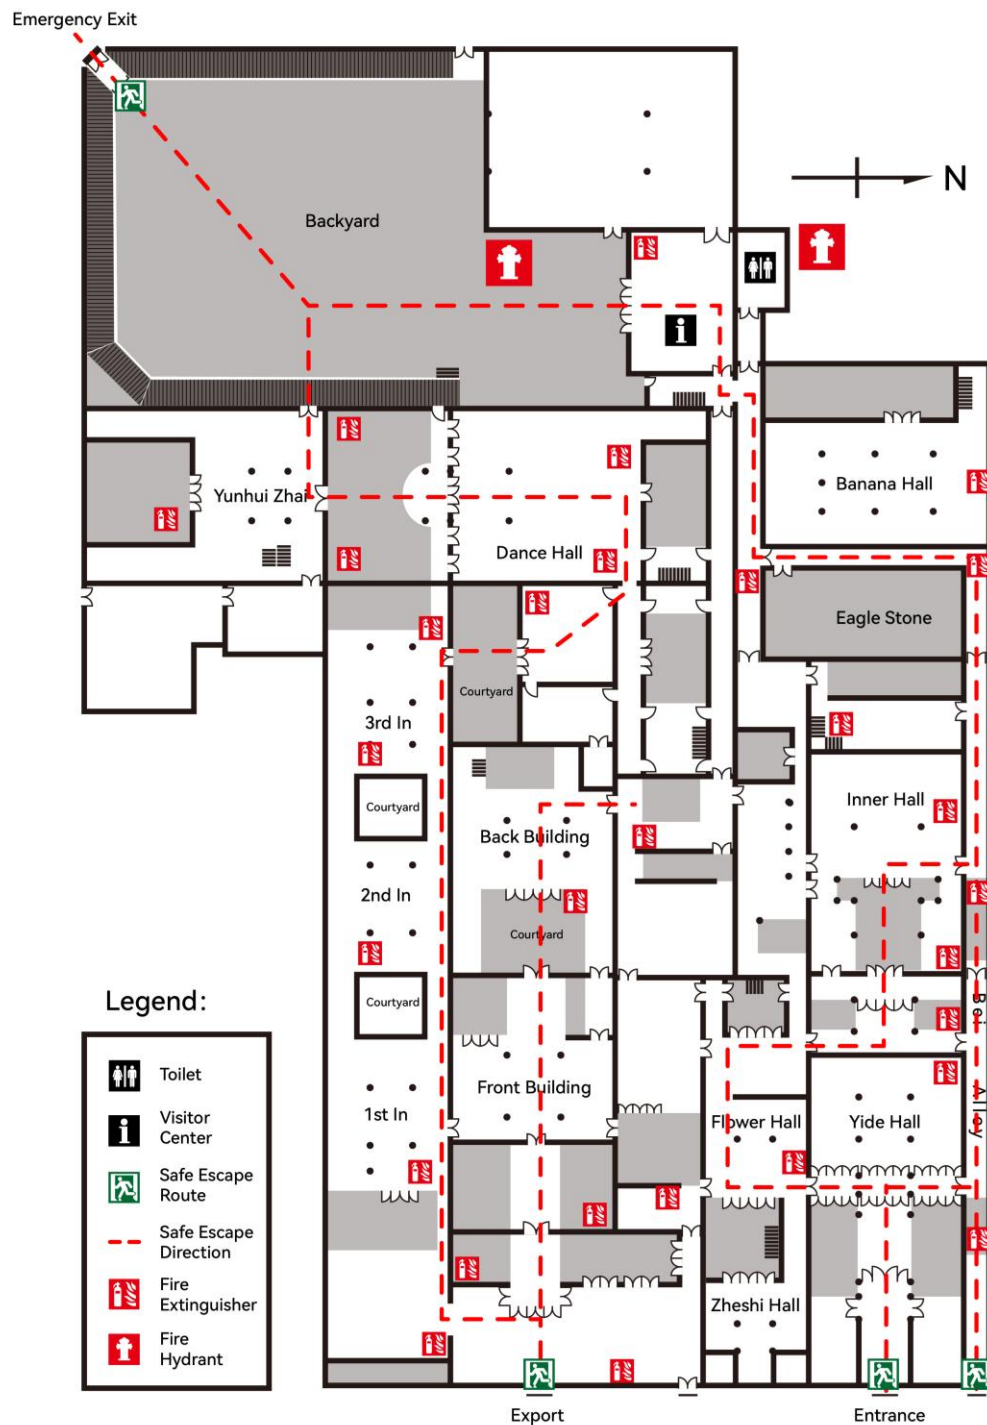 Emergency Exit
Backyard
N
Yunhui Zhai
Banana Hall
Dance Hall
Eagle Stone
Courtyard
3rd In
Courtyard
Inner Hall
Back Building
2nd In
Courtyard
Courtyard
Bei Alley
Front Building
1st In
Flower Hall
Yide Hall
Zheshi Hall
Export
Entrance
Legend:
Toilet
Visitor
Center
Safe Escape
Route
Safe Escape
Direction
Fire
Extinguisher
Fire
Hydrant